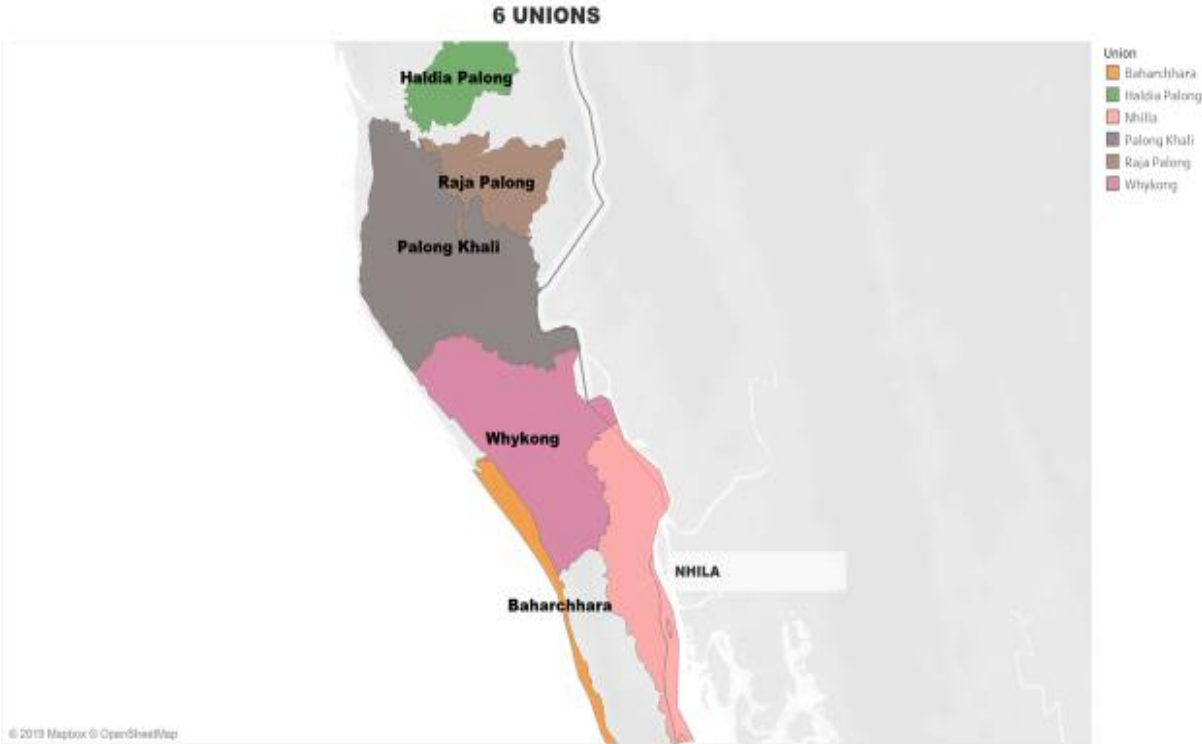 6 UNIONS
Haldia Palong
Raja Palong
Palong Khali
Whykong
NHILA
Baharchhara
Union
Baharchhara
Haldia Palong
Nhilla
Palong Khali
Raja Palong
Whykong
© 2019 Mapbox © OpenStreetMap